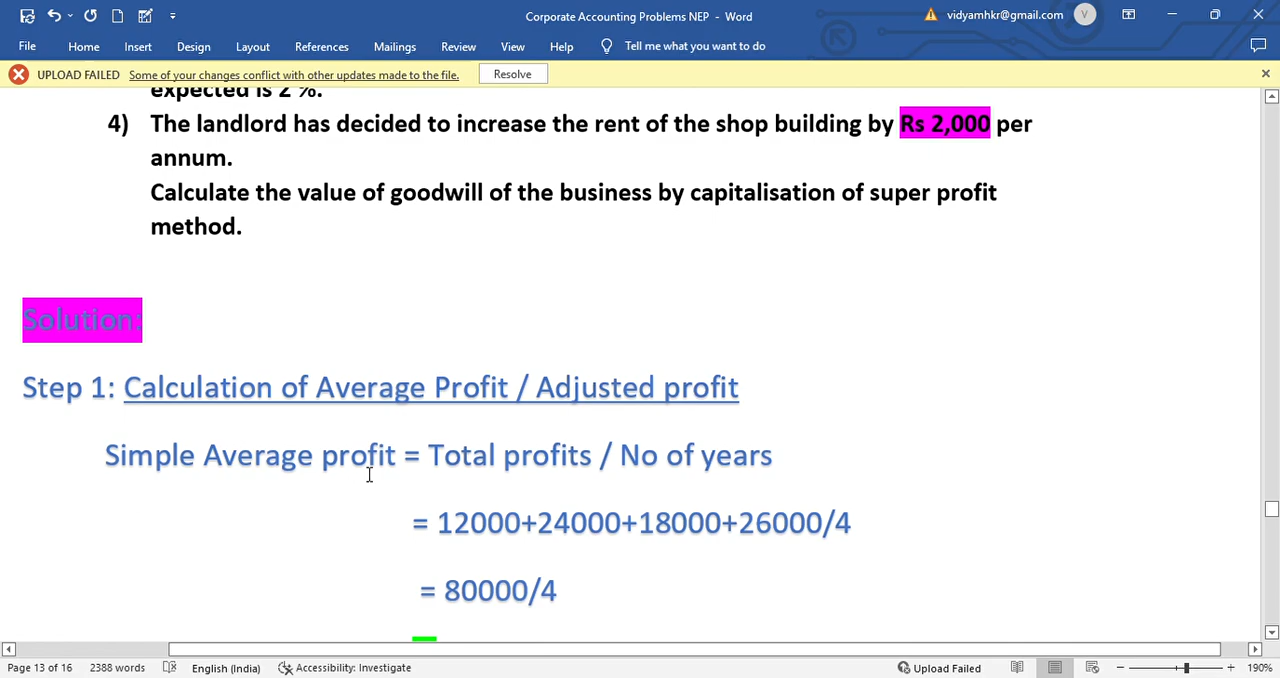 Corporate Accounting Problems NEP - Word
vidyamhkr@gmail.com V
File Home Insert Design Layout References Mailings Review View Help Tell me what you want to do
UPLOAD FAILED Some of your changes conflict with other updates made to the file. Resolve
expected is 2 %.
4) The landlord has decided to increase the rent of the shop building by Rs 2,000 per
annum.
Calculate the value of goodwill of the business by capitalisation of super profit
method.
Solution:
Step 1: Calculation of Average Profit / Adjusted profit
Simple Average profit = Total profits / No of years
= 12000+24000+18000+26000/4
= 80000/4
Page 13 of 16 2388 words English (India) Accessibility: Investigate Upload Failed 190%